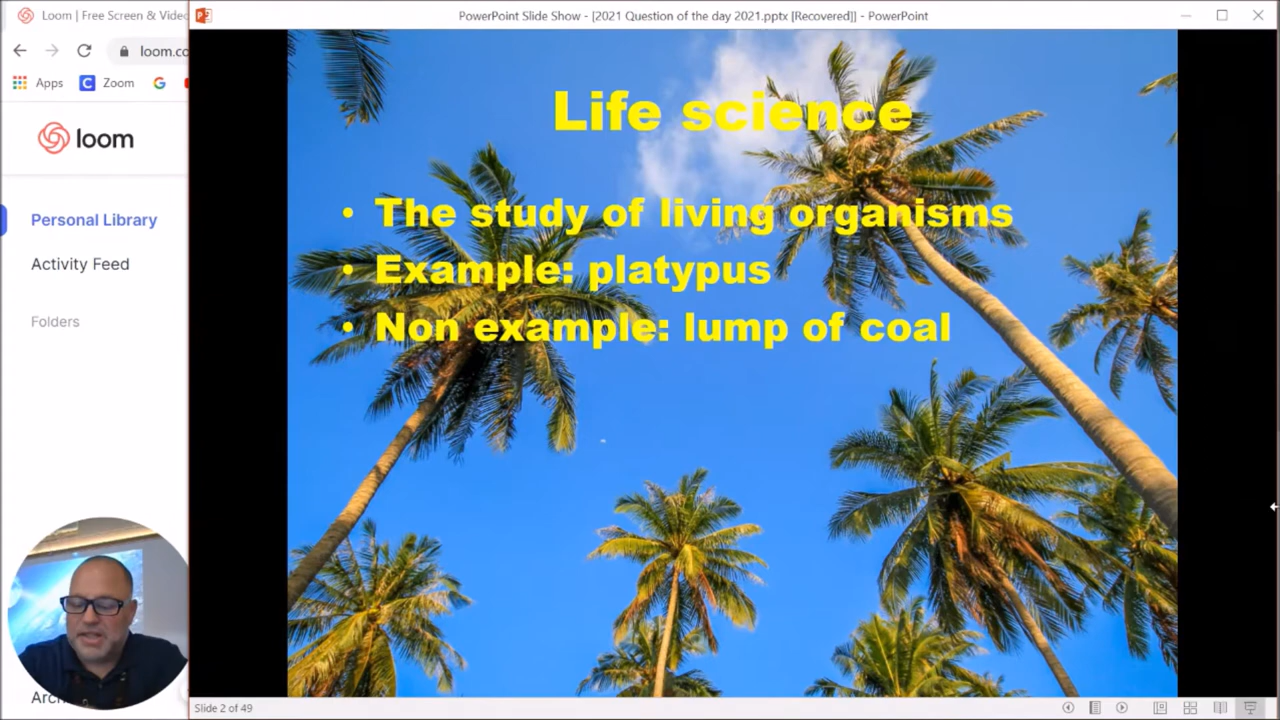 Loom | Free Screen & Video
PowerPoint Slide Show - [2021 Question of the day 2021.pptx [Recovered]] - PowerPoint
loom.co
Apps
Zoom
loom
Personal Library
Activity Feed
Folders
Life science
• The study of living organisms
• Example: platypus
• Non example: lump of coal
Slide 2 of 49